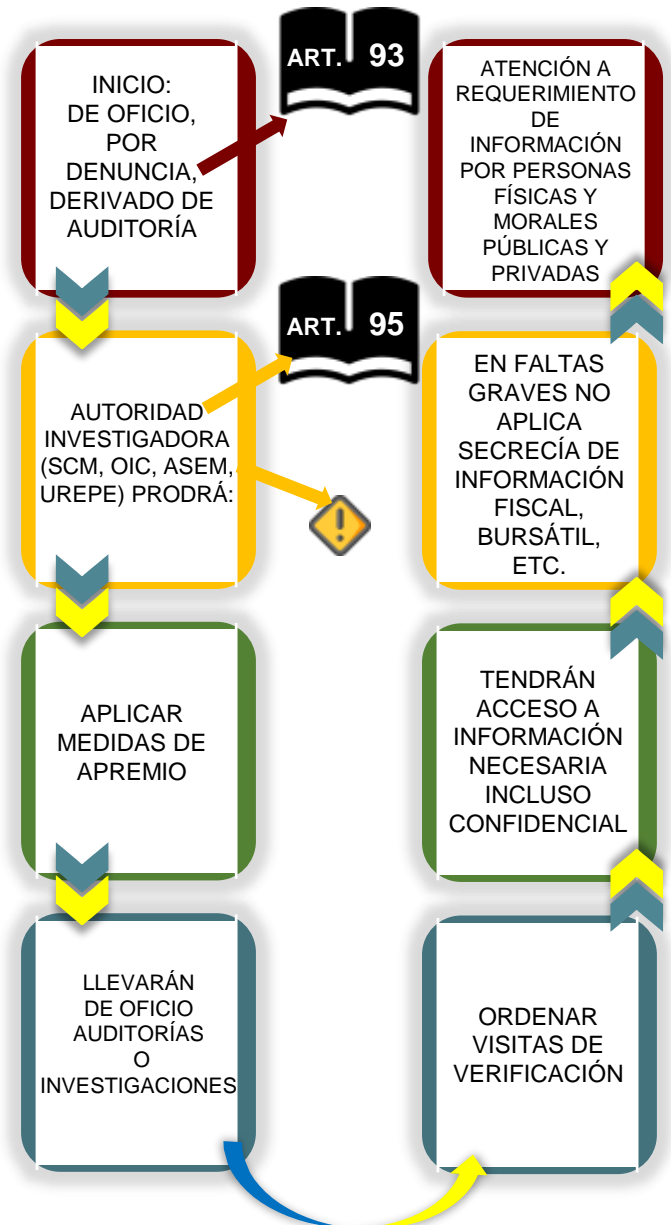 INICIO:
DE OFICIO,
POR
DENUNCIA,
DERIVADO DE
AUDITORÍA
ART. 93
AUTORIDAD
INVESTIGADORA
(SCM, OIC, ASEM,
UREPE) PRODRÁ:
ART. 95
APLICAR
MEDIDAS DE
APREMIO
LLEVARÁN
DE OFICIO
AUDITORÍAS
O
INVESTIGACIONES
ORDENAR
VISITAS DE
VERIFICACIÓN
TENDRÁN
ACCESO A
INFORMACIÓN
NECESARIA
INCLUSO
CONFIDENCIAL
EN FALTAS
GRAVES NO
APLICA
SECRECÍA DE
INFORMACIÓN
FISCAL,
BURSÁTIL,
ETC.
ATENCIÓN A
REQUERIMIENTO
DE
INFORMACIÓN
POR PERSONAS
FÍSICAS Y
MORALES
PÚBLICAS Y
PRIVADAS